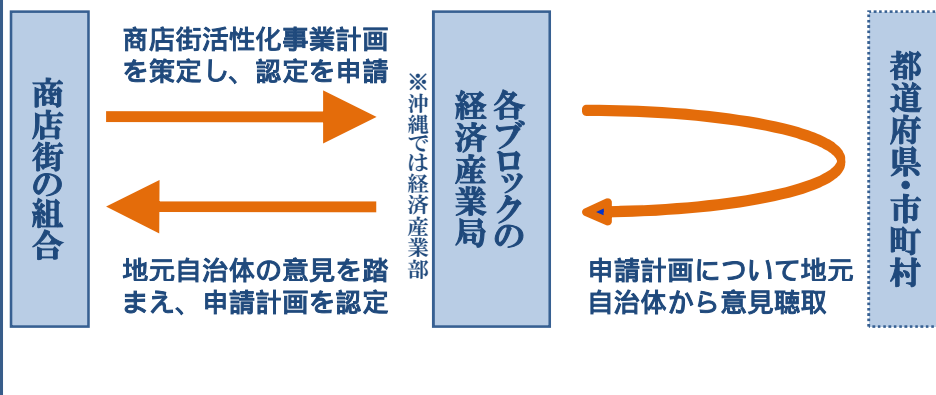 商店街の組合
商店街活性化事業計画
を策定し、認定を申請
地元自治体の意見を踏
まえ、申請計画を認定
※沖縄では経済産業部
各ブロックの
経済産業局
申請計画について地元
自治体から意見聴取
都道府県・市町村